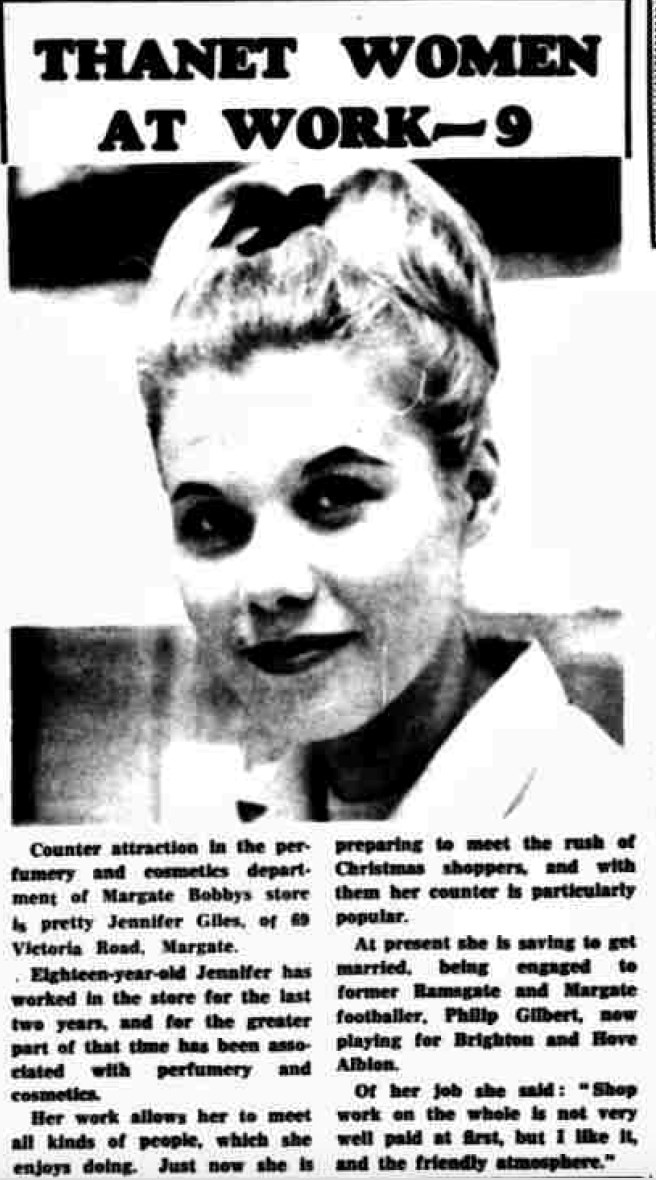 THANET WOMEN
AT WORK—9
Counter attraction in the per-
fumery and cosmetics depart-
ment of Margate Bobbys store
is pretty Jennifer Giles, of 69
Victoria Road, Margate.
Eighteen-year-old Jennifer has
worked in the store for the last
two years, and for the greater
part of that time has been asso-
ciated with perfumery and
cosmetics.
Her work allows her to meet
all kinds of people, which she
enjoys doing. Just now she is
preparing to meet the rush of
Christmas shoppers, and with
them her counter is particularly
popular.
At present she is saving to get
married, being engaged to
former Ramsgate and Margate
footballer, Philip Gilbert, now
playing for Brighton and Hove
Albion.
Of her job she said: "Shop
work on the whole is not very
well paid at first, but I like it,
and the friendly atmosphere."